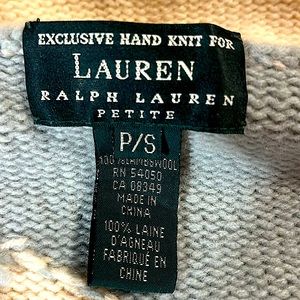 EXCLUSIVE HAND KNIT FOR
LAUREN
RALPH LAUREN
PETITE
P/S
100% LAMBSWOOL
RN 54050
CA 08349
MADE IN
CHINA
100% LAINE
D'AGNEAU
FABRIQUÉ EN
CHINE